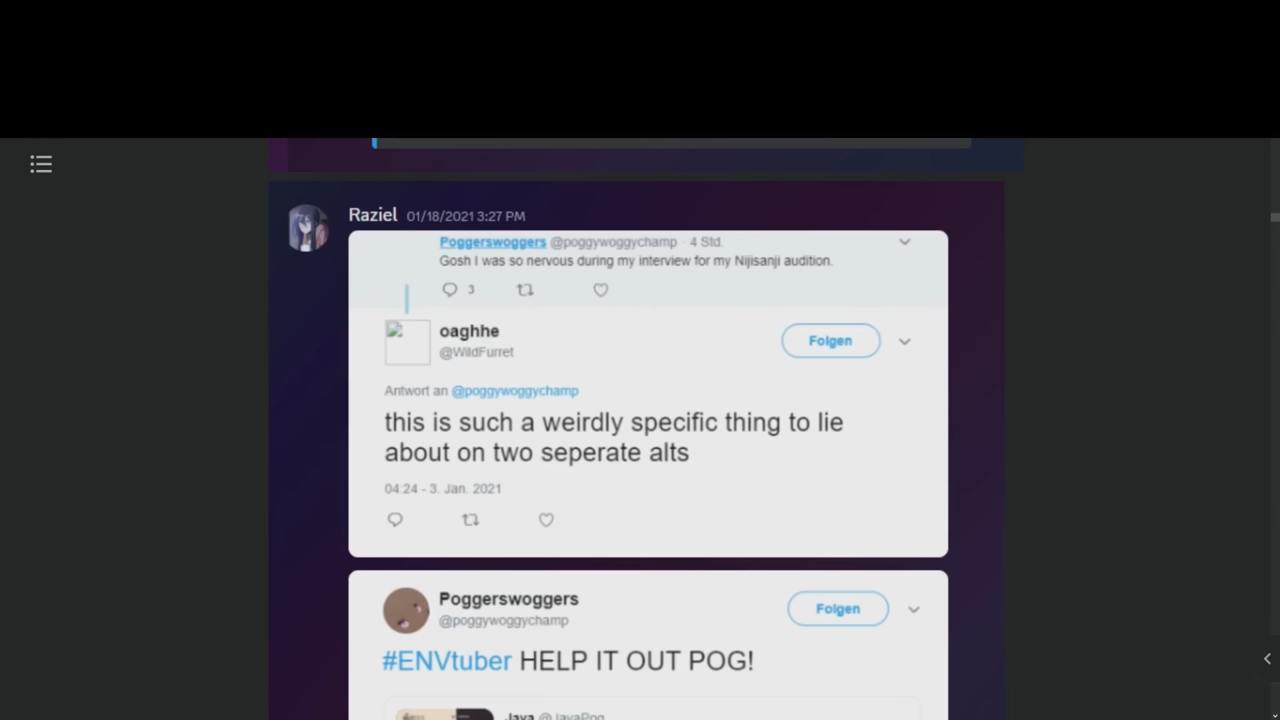 Raziel 01/18/2021 3:27 PM
Poggerswoggers @poggywoggychamp · 4 Std.
Gosh I was so nervous during my interview for my Nijisanji audition.
3
oaghhe
@WildFurret
Folgen
Antwort an @poggywoggychamp
this is such a weirdly specific thing to lie
about on two seperate alts
04:24 - 3. Jan. 2021
Poggerswoggers
@poggywoggychamp
Folgen
#ENVtuber HELP IT OUT POG!
Java @JavaPog